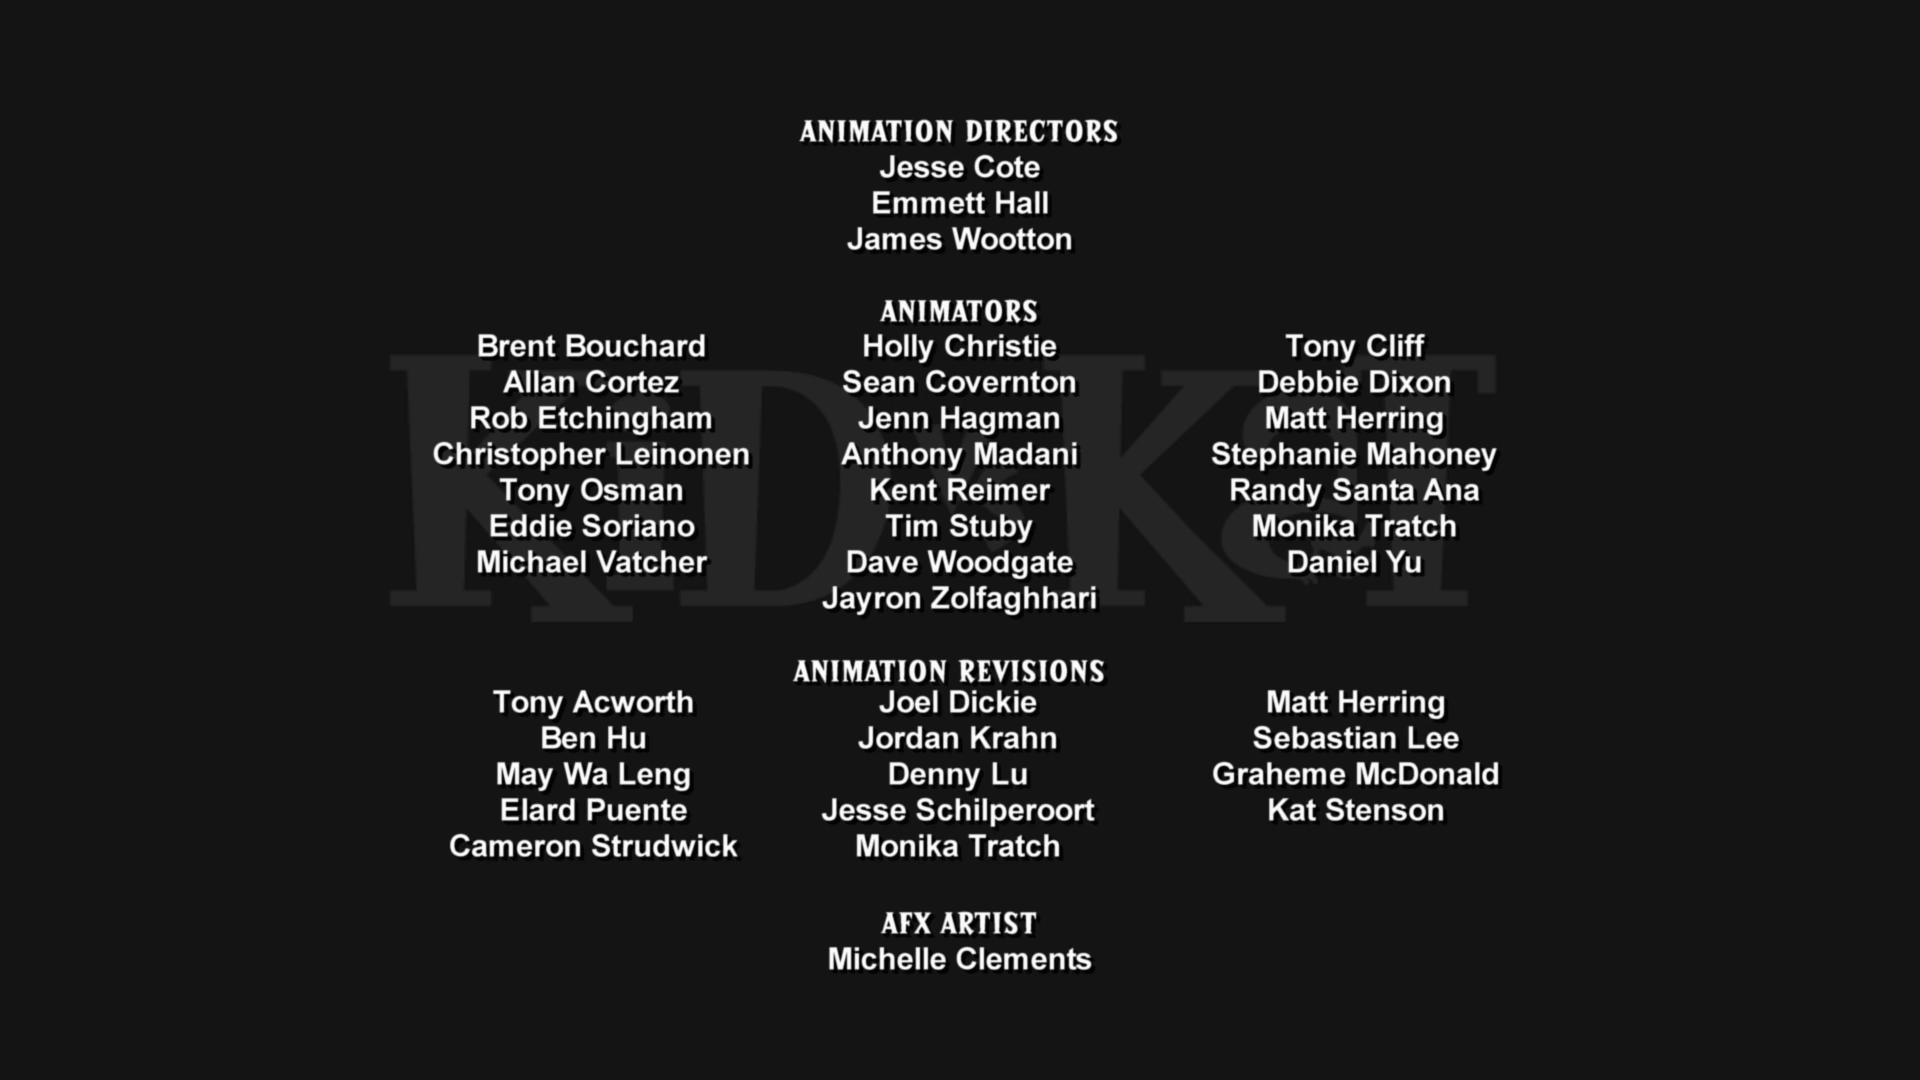 ANIMATION DIRECTORS
Jesse Cote
Emmett Hall
James Wootton
ANIMATORS
Brent Bouchard Holly Christie Tony Cliff
Allan Cortez Sean Covernton Debbie Dixon
Rob Etchingham Jenn Hagman Matt Herring
Christopher Leinonen Anthony Madani Stephanie Mahoney
Tony Osman Kent Reimer Randy Santa Ana
Eddie Soriano Tim Stuby Monika Tratch
Michael Vatcher Dave Woodgate Daniel Yu
Jayron Zolfaghhari
KiD V KaT
ANIMATION REVISIONS
Tony Acworth Joel Dickie Matt Herring
Ben Hu Jordan Krahn Sebastian Lee
May Wa Leng Denny Lu Graheme McDonald
Elard Puente Jesse Schilperoort Kat Stenson
Cameron Strudwick Monika Tratch
AFX ARTIST
Michelle Clements